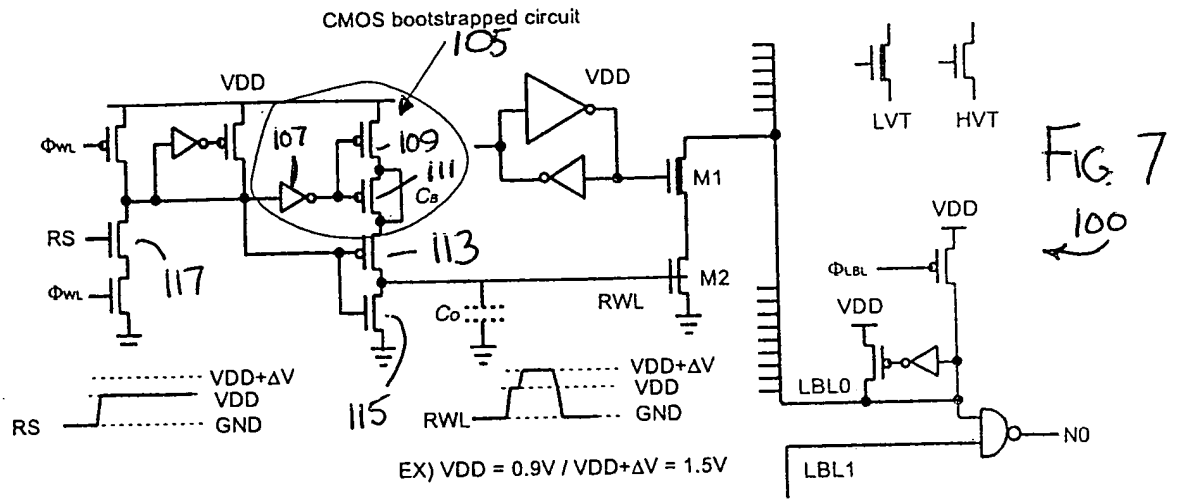 CMOS bootstrapped circuit
105
VDD
VDD
LVT
HVT
FIG. 7
100
ΦWL
107
109
111
CB
M1
RS
117
ΦWL
113
M2
RWL
CO
115
VDD
ΦLBL
VDD
LBL0
N0
LBL1
VDD+ΔV
VDD
GND
RS
VDD+ΔV
VDD
GND
RWL
EX) VDD = 0.9V / VDD+ΔV = 1.5V